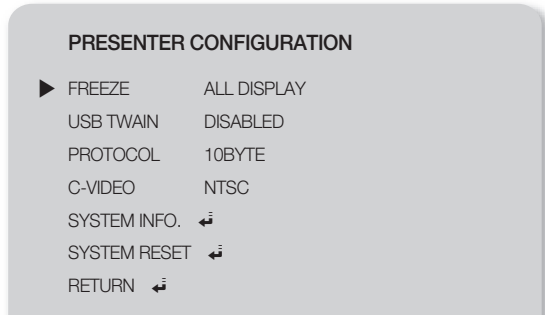 PRESENTER CONFIGURATION
FREEZE ALL DISPLAY
USB TWAIN DISABLED
PROTOCOL 10BYTE
C-VIDEO NTSC
SYSTEM INFO.
SYSTEM RESET
RETURN